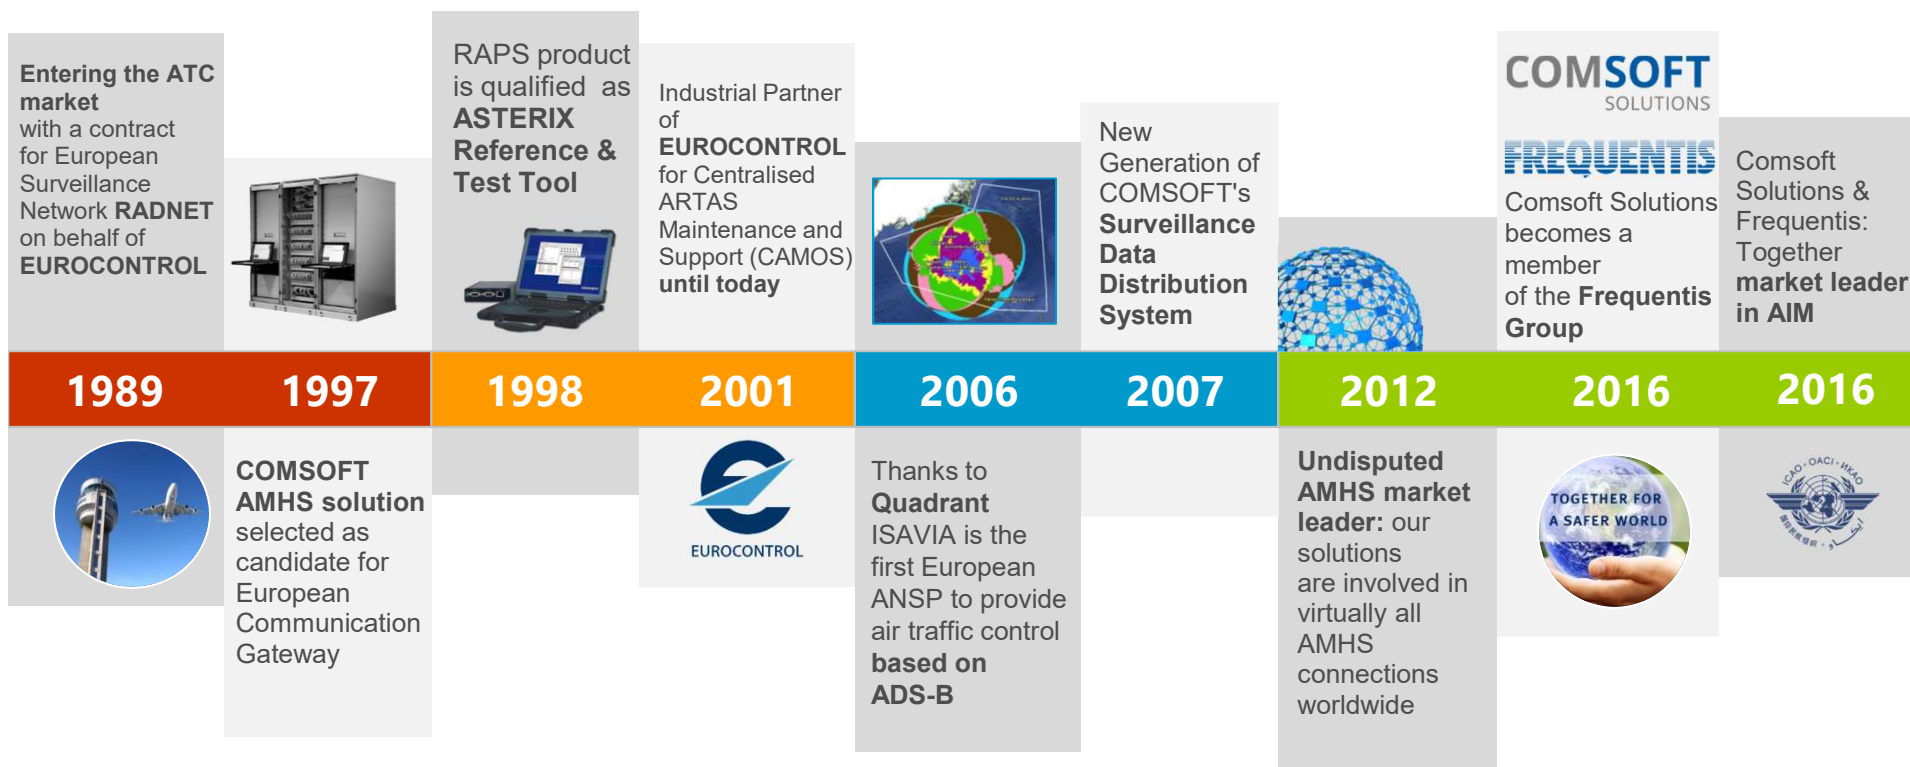 Entering the ATC
market
with a contract
for European
Surveillance
Network RADNET
on behalf of
EUROCONTROL
1989
1997
COMSOFT
AMHS solution
selected as
candidate for
European
Communication
Gateway
RAPS product
is qualified as
ASTERIX
Reference &
Test Tool
1998
Industrial Partner
of
EUROCONTROL
for Centralised
ARTAS
Maintenance and
Support (CAMOS)
until today
2001
EUROCONTROL
2006
Thanks to
Quadrant
ISAVIA is the
first European
ANSP to provide
air traffic control
based on
ADS-B
New
Generation of
COMSOFT's
Surveillance
Data
Distribution
System
2007
2012
Undisputed
AMHS market
leader: our
solutions
are involved in
virtually all
AMHS
connections
worldwide
COMSOFT
SOLUTIONS
FREQUENTIS
Comsoft Solutions
becomes a
member
of the Frequentis
Group
2016
TOGETHER FOR
A SAFER WORLD
Comsoft
Solutions &
Frequentis:
Together
market leader
in AIM
2016
ICAO·OACI·ИКАО